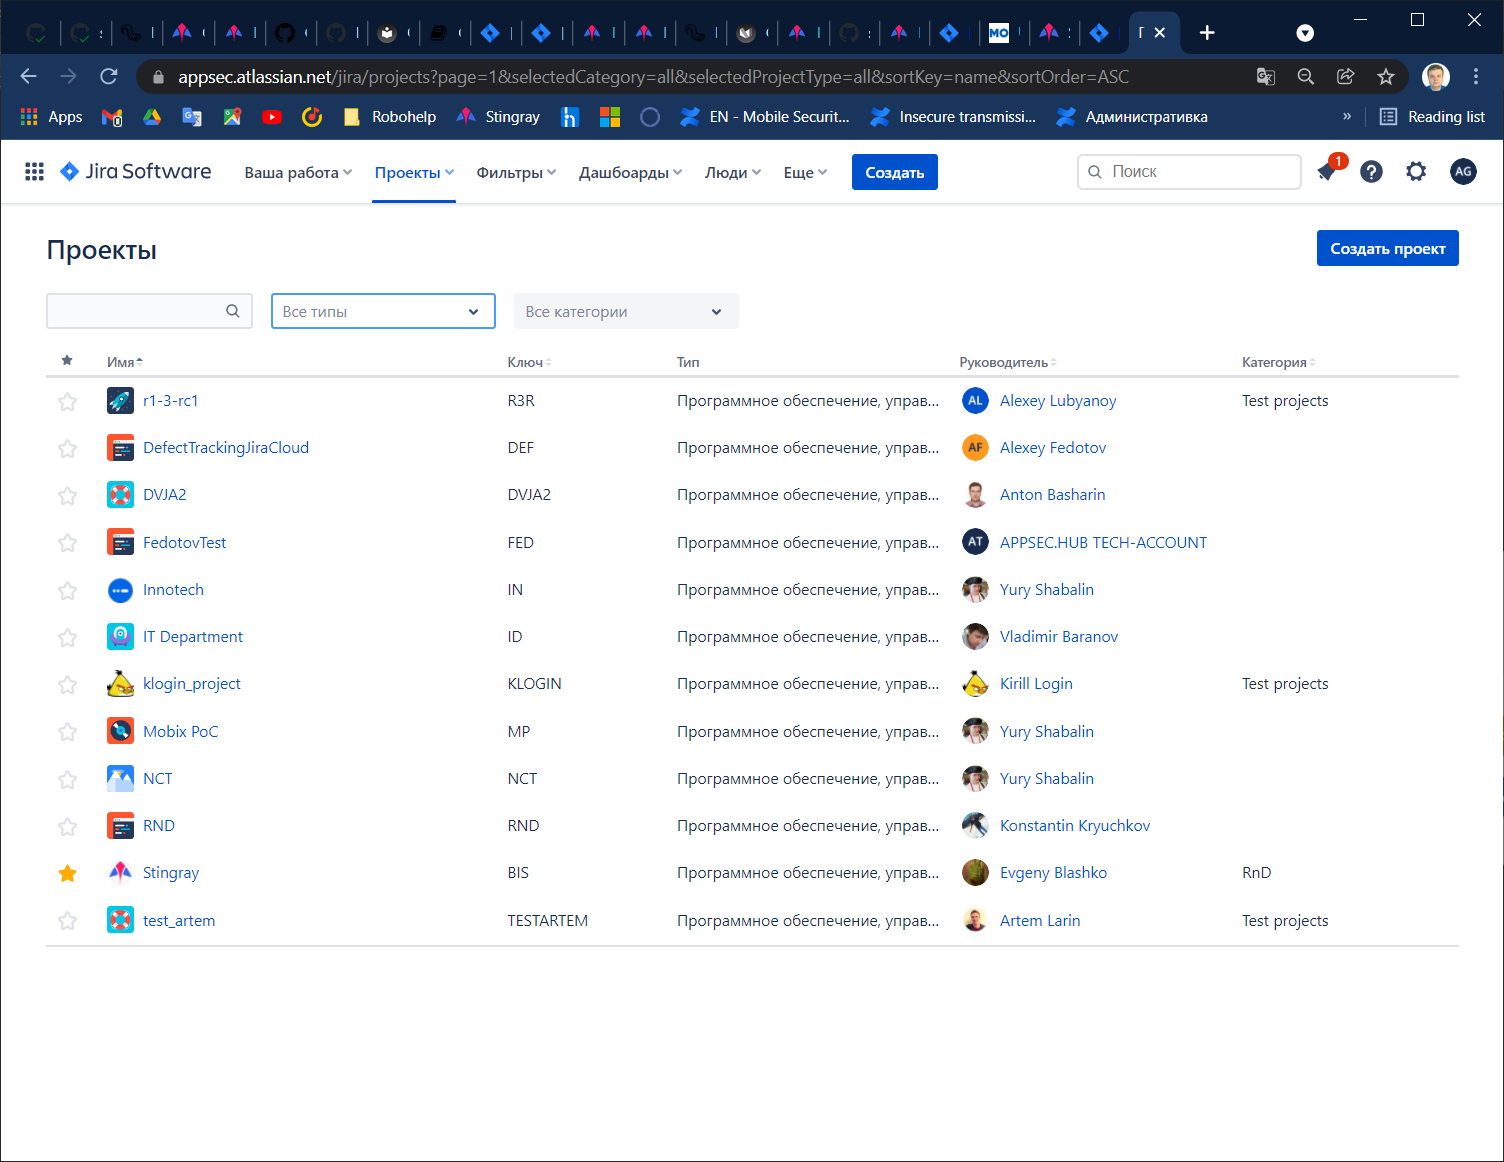 appsec.atlassian.net/jira/projects?page=1&selectedCategory=all&selectedProjectType=all&sortKey=name&sortOrder=ASC
Apps Robohelp Stingray EN - Mobile Securit... Insecure transmissi... Административка » Reading list
Jira Software Ваша работа Проекты Фильтры Дашбоарды Люди Еще Создать Поиск 1 AG
Проекты Создать проект
Все типы Все категории
Имя Ключ Тип Руководитель Категория
r1-3-rc1 R3R Программное обеспечение, управ... AL Alexey Lubyanoy Test projects
DefectTrackingJiraCloud DEF Программное обеспечение, управ... AF Alexey Fedotov
DVJA2 DVJA2 Программное обеспечение, управ... Anton Basharin
FedotovTest FED Программное обеспечение, управ... AT APPSEC.HUB TECH-ACCOUNT
Innotech IN Программное обеспечение, управ... Yury Shabalin
IT Department ID Программное обеспечение, управ... Vladimir Baranov
klogin_project KLOGIN Программное обеспечение, управ... Kirill Login Test projects
Mobix PoC MP Программное обеспечение, управ... Yury Shabalin
NCT NCT Программное обеспечение, управ... Yury Shabalin
RND RND Программное обеспечение, управ... Konstantin Kryuchkov
Stingray BIS Программное обеспечение, управ... Evgeny Blashko RnD
test_artem TESTARTEM Программное обеспечение, управ... Artem Larin Test projects